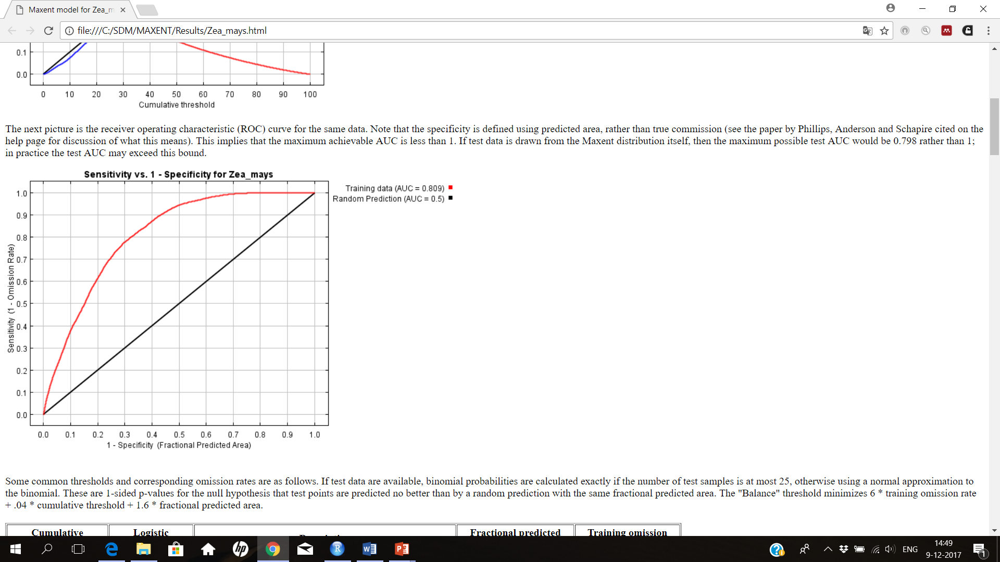 Maxent model for Zea_m
file:///C:/SDM/MAXENT/Results/Zea_mays.html
0.1
0.0
0 10 20 30 40 50 60 70 80 90 100
Cumulative threshold
The next picture is the receiver operating characteristic (ROC) curve for the same data. Note that the specificity is defined using predicted area, rather than true commission (see the paper by Phillips, Anderson and Schapire cited on the
help page for discussion of what this means). This implies that the maximum achievable AUC is less than 1. If test data is drawn from the Maxent distribution itself, then the maximum possible test AUC would be 0.798 rather than 1;
in practice the test AUC may exceed this bound.
Sensitivity vs. 1 - Specificity for Zea_mays
Training data (AUC = 0.809)
Random Prediction (AUC = 0.5)
Sensitivity (1 - Omission Rate)
1.0
0.9
0.8
0.7
0.6
0.5
0.4
0.3
0.2
0.1
0.0
0.0 0.1 0.2 0.3 0.4 0.5 0.6 0.7 0.8 0.9 1.0
1 - Specificity (Fractional Predicted Area)
Some common thresholds and corresponding omission rates are as follows. If test data are available, binomial probabilities are calculated exactly if the number of test samples is at most 25, otherwise using a normal approximation to
the binomial. These are 1-sided p-values for the null hypothesis that test points are predicted no better than by a random prediction with the same fractional predicted area. The "Balance" threshold minimizes 6 * training omission rate
+ .04 * cumulative threshold + 1.6 * fractional predicted area.
Cumulative Logistic Fractional predicted Training omission
hp
R
W
P
ENG
14:49
9-12-2017
1